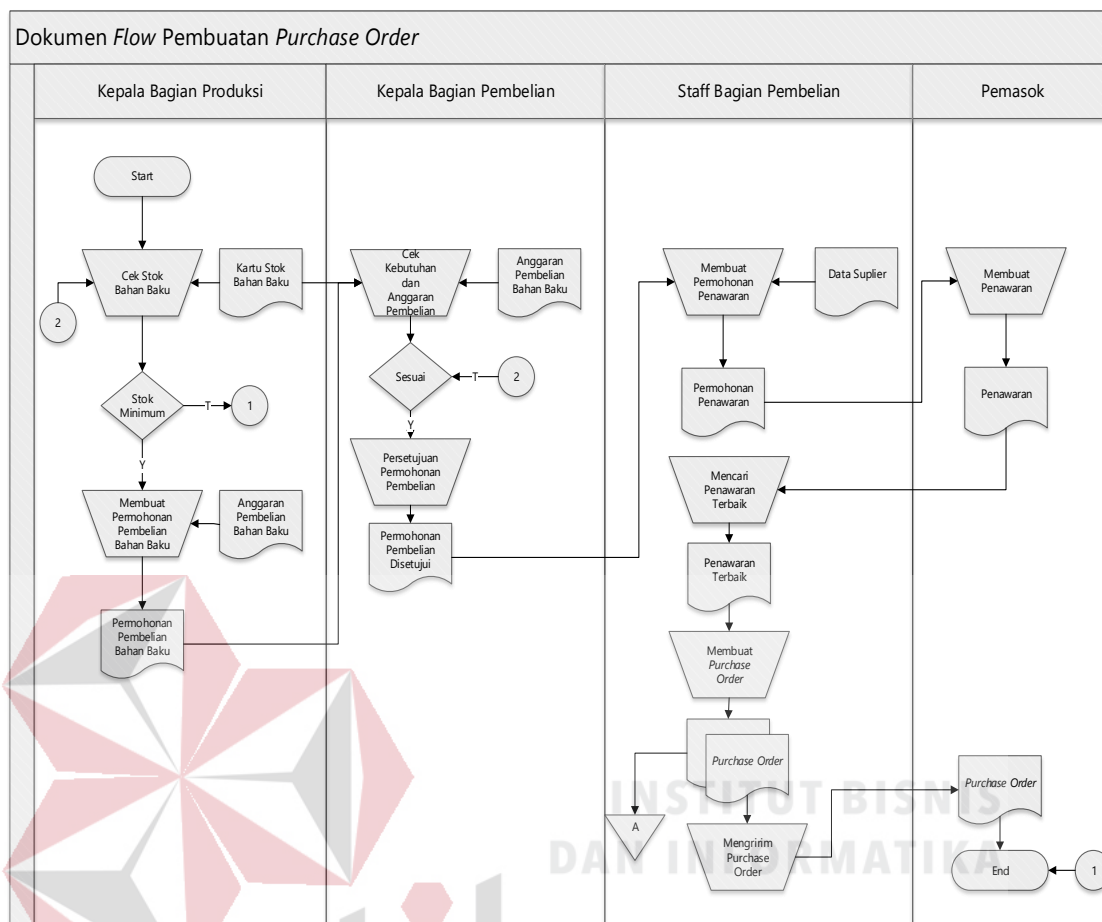 Dokumen Flow Pembuatan Purchase Order
Kepala Bagian Produksi
Kepala Bagian Pembelian
Staff Bagian Pembelian
Pemasok
Start
Cek Stok
Bahan Baku
Kartu Stok
Bahan Baku
2
Stok
Minimum
T
1
Y
Membuat
Permohonan
Pembelian
Bahan Baku
Anggaran
Pembelian
Bahan Baku
Permohonan
Pembelian
Bahan Baku
Cek
Kebutuhan
dan
Anggaran
Pembelian
Anggaran
Pembelian
Bahan Baku
Sesuai
T
2
Y
Persetujuan
Permohonan
Pembelian
Permohonan
Pembelian
Disetujui
Membuat
Permohonan
Penawaran
Data Suplier
Permohonan
Penawaran
Mencari
Penawaran
Terbaik
Penawaran
Terbaik
Membuat
Purchase
Order
Purchase Order
A
Mengririm
Purchase
Order
Membuat
Penawaran
Penawaran
Purchase Order
End
1
INSTITUT BISNIS
DAN INFORMATIKA